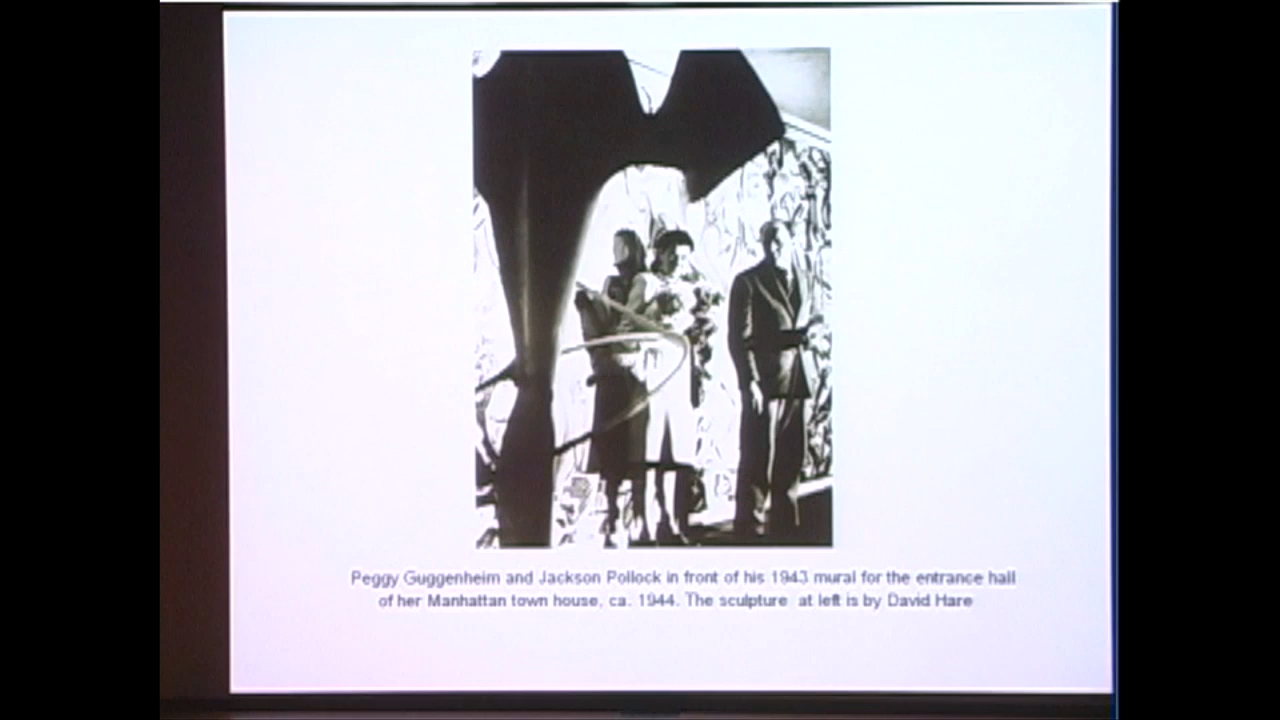 Peggy Guggenheim and Jackson Pollock in front of his 1943 mural for the entrance hall
of her Manhattan town house, ca. 1944. The sculpture at left is by David Hare